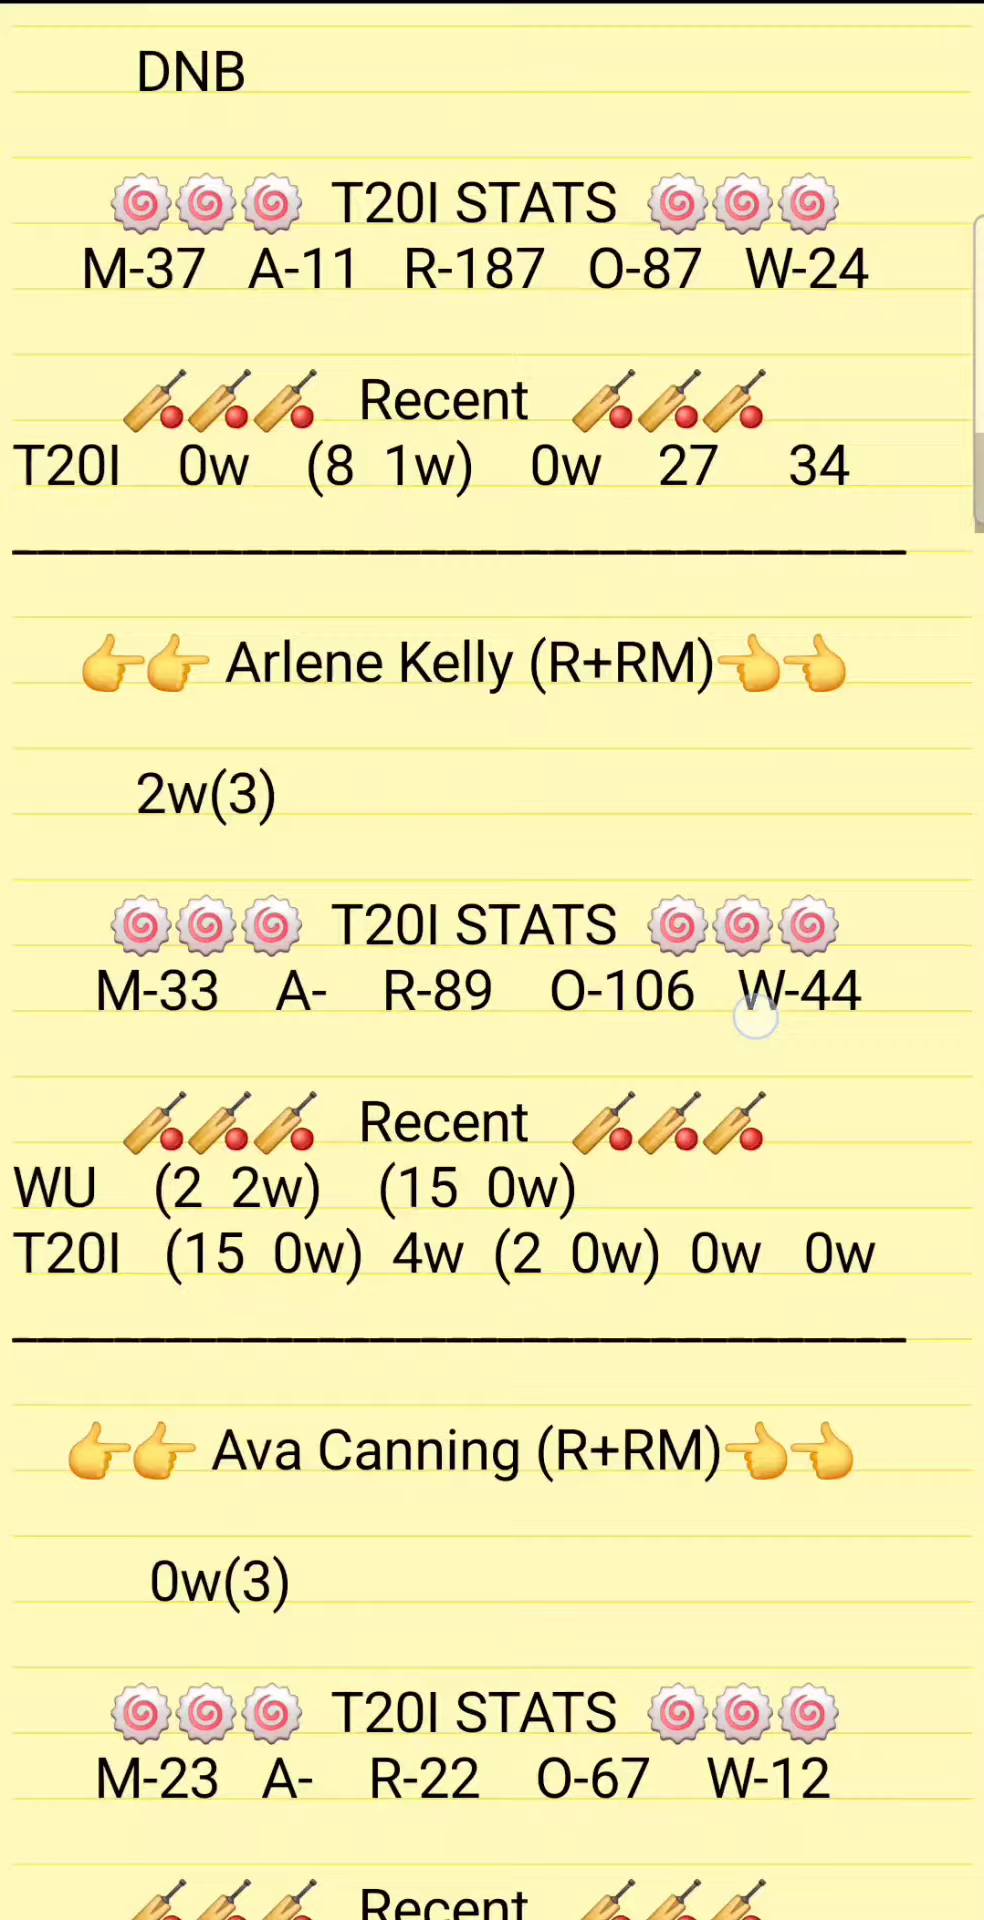 DNB
🍥🍥🍥 T20I STATS 🍥🍥🍥
M-37 A-11 R-187 O-87 W-24
🏏🏏🏏 Recent 🏏🏏🏏
T20I 0w (8 1w) 0w 27 34
___________________________________
👉👉 Arlene Kelly (R+RM)👈👈
2w(3)
🍥🍥🍥 T20I STATS 🍥🍥🍥
M-33 A- R-89 O-106 W-44
🏏🏏🏏 Recent 🏏🏏🏏
WU (2 2w) (15 0w)
T20I (15 0w) 4w (2 0w) 0w 0w
___________________________________
👉👉 Ava Canning (R+RM)👈👈
0w(3)
🍥🍥🍥 T20I STATS 🍥🍥🍥
M-23 A- R-22 O-67 W-12
🏏🏏🏏 Recent 🏏🏏🏏